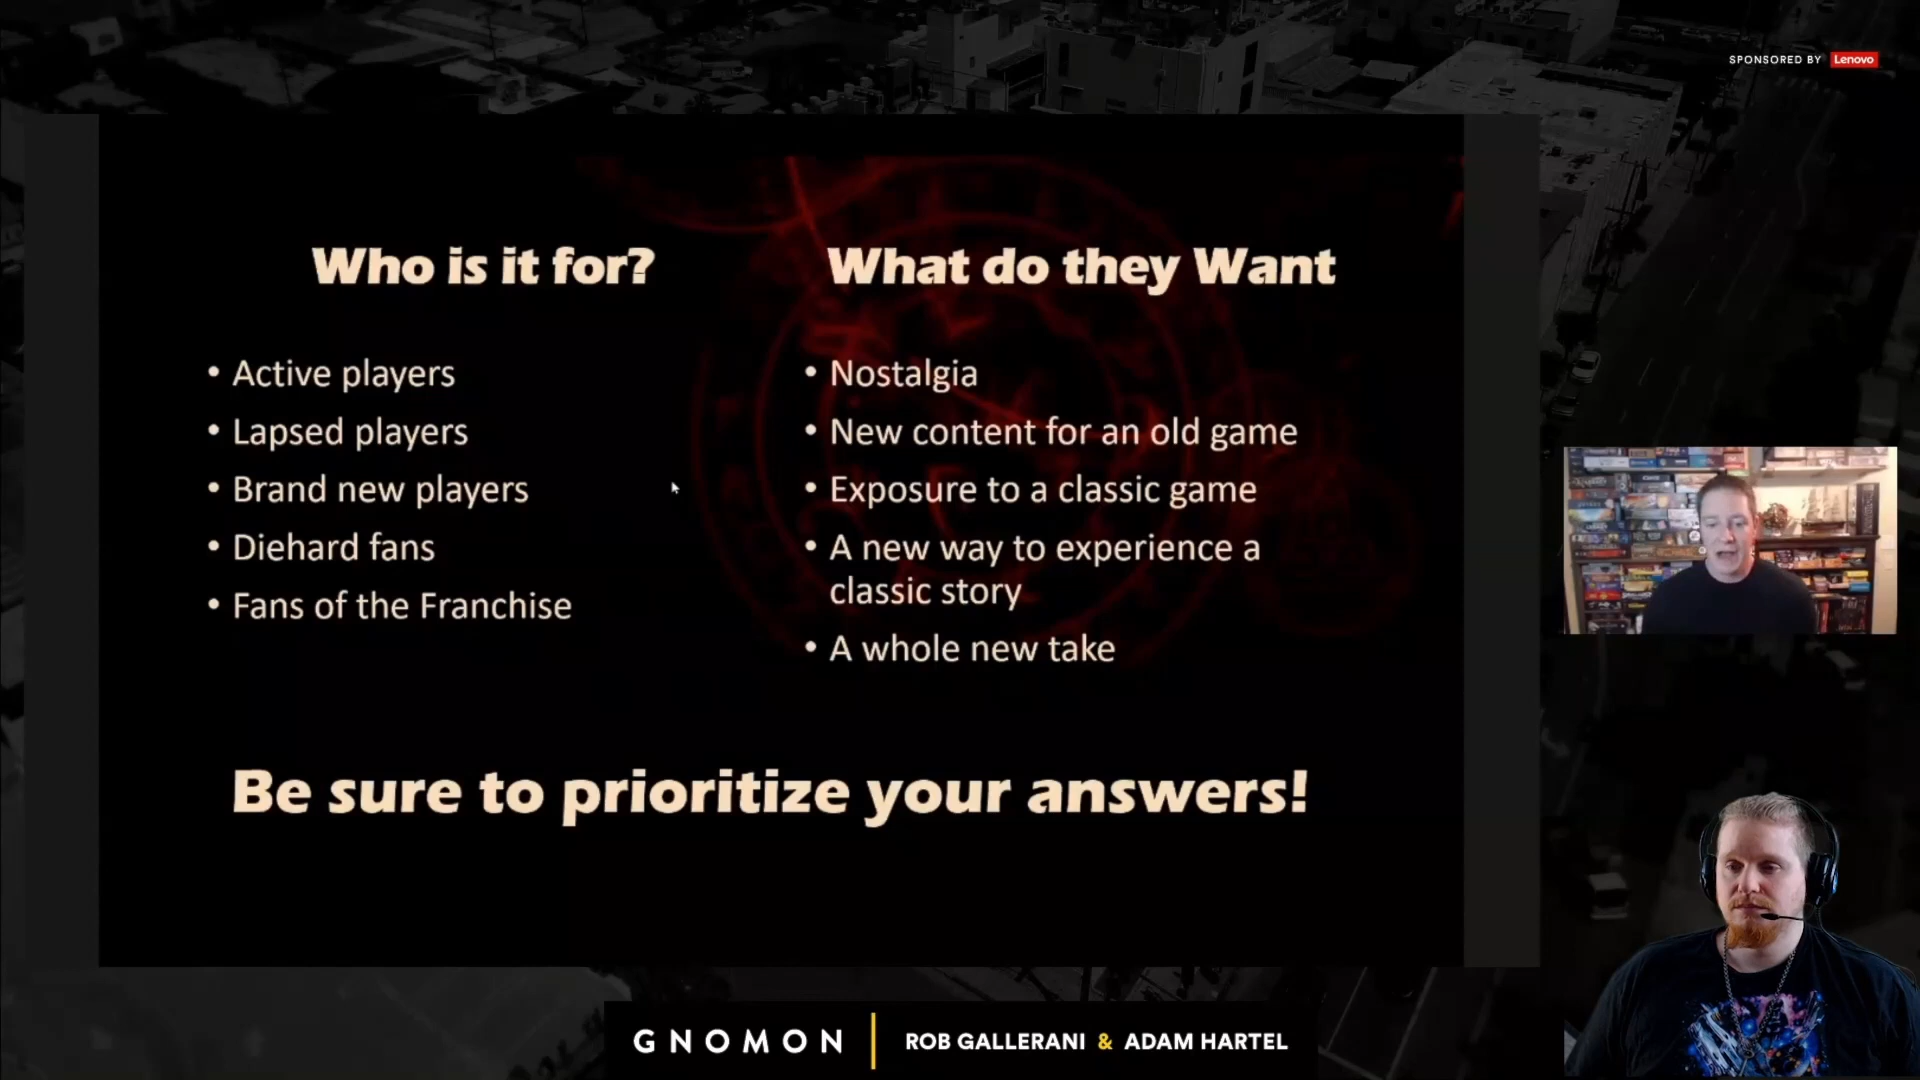 SPONSORED BY Lenovo
Who is it for?
• Active players
• Lapsed players
• Brand new players
• Diehard fans
• Fans of the Franchise
What do they Want
• Nostalgia
• New content for an old game
• Exposure to a classic game
• A new way to experience a
classic story
• A whole new take
Be sure to prioritize your answers!
GNOMON | ROB GALLERANI & ADAM HARTEL